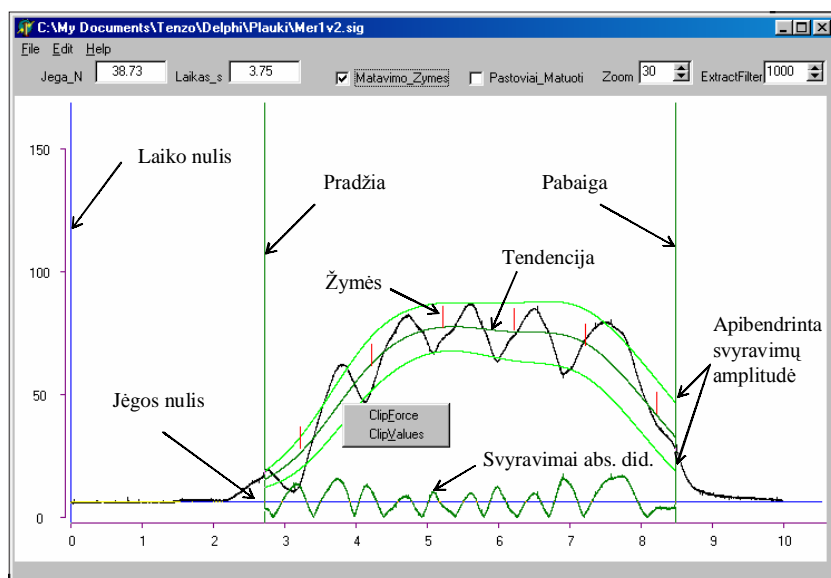 C:\My Documents\Tenzo\Delphi\Plauki\Mer1v2.sig
File Edit Help
Jega_N 38.73 Laikas_s 3.75 Matavimo_Zymes Pastoviai_Matuoti Zoom 30 ExtractFilter 1000
150
Laiko nulis
Pradžia
Pabaiga
100
Žymės
Tendencija
Apibendrinta
svyravimų
amplitudė
50
Jėgos nulis
ClipForce
ClipValues
Svyravimai abs. did.
0
0 1 2 3 4 5 6 7 8 9 10